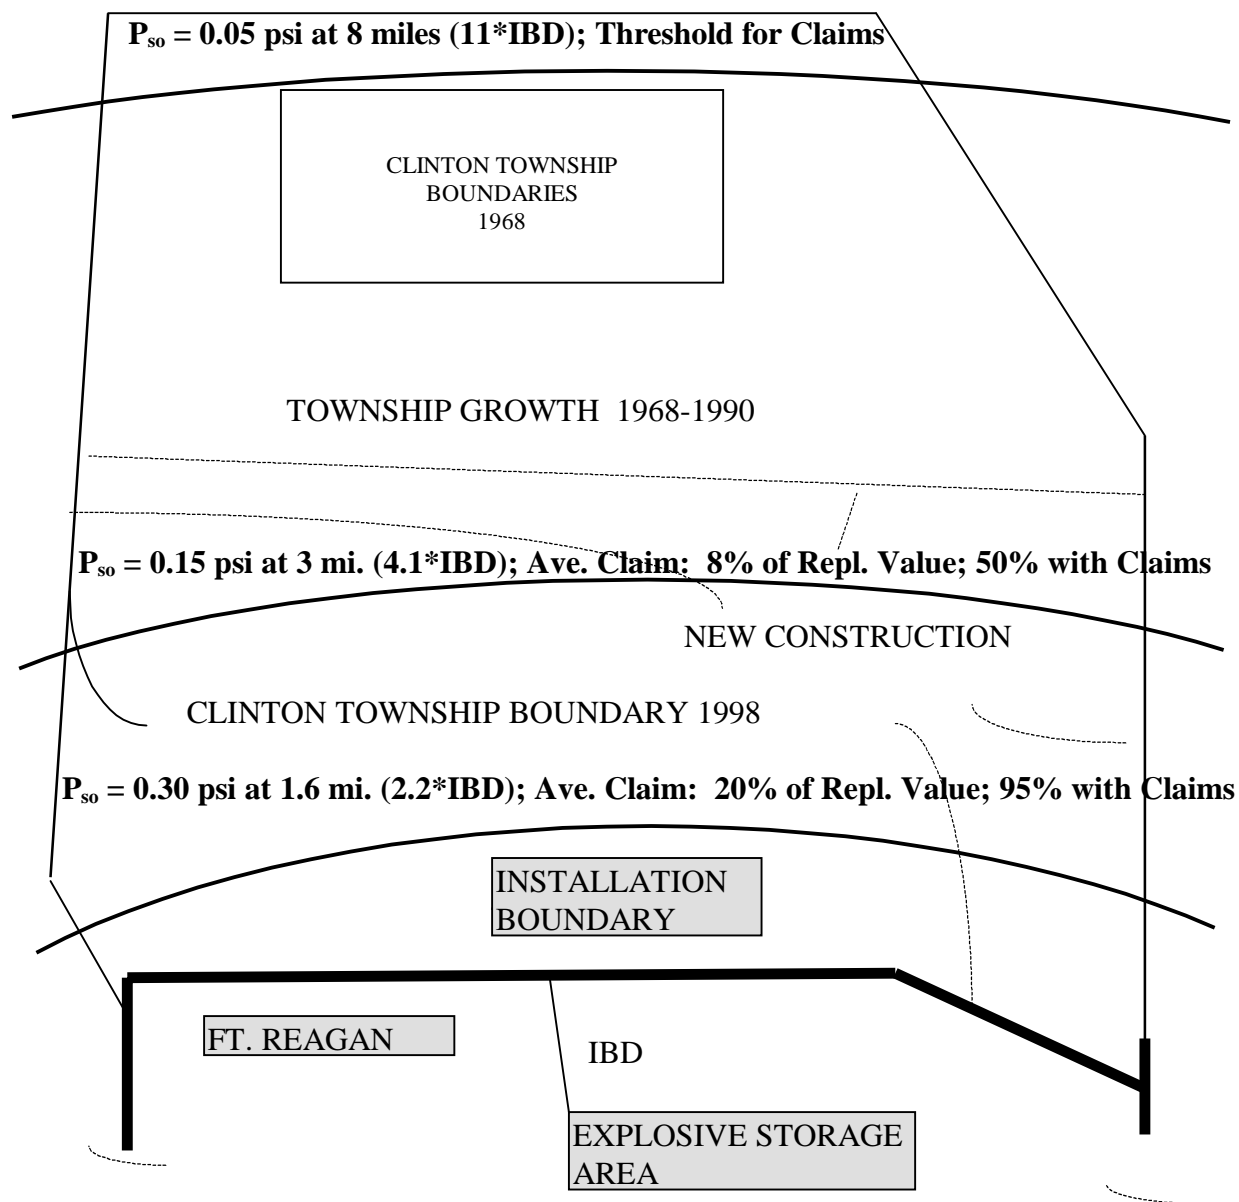 Pso = 0.05 psi at 8 miles (11*IBD); Threshold for Claims
CLINTON TOWNSHIP
BOUNDARIES
1968
TOWNSHIP GROWTH 1968-1990
Pso = 0.15 psi at 3 mi. (4.1*IBD); Ave. Claim: 8% of Repl. Value; 50% with Claims
NEW CONSTRUCTION
CLINTON TOWNSHIP BOUNDARY 1998
Pso = 0.30 psi at 1.6 mi. (2.2*IBD); Ave. Claim: 20% of Repl. Value; 95% with Claims
INSTALLATION
BOUNDARY
FT. REAGAN
IBD
EXPLOSIVE STORAGE
AREA